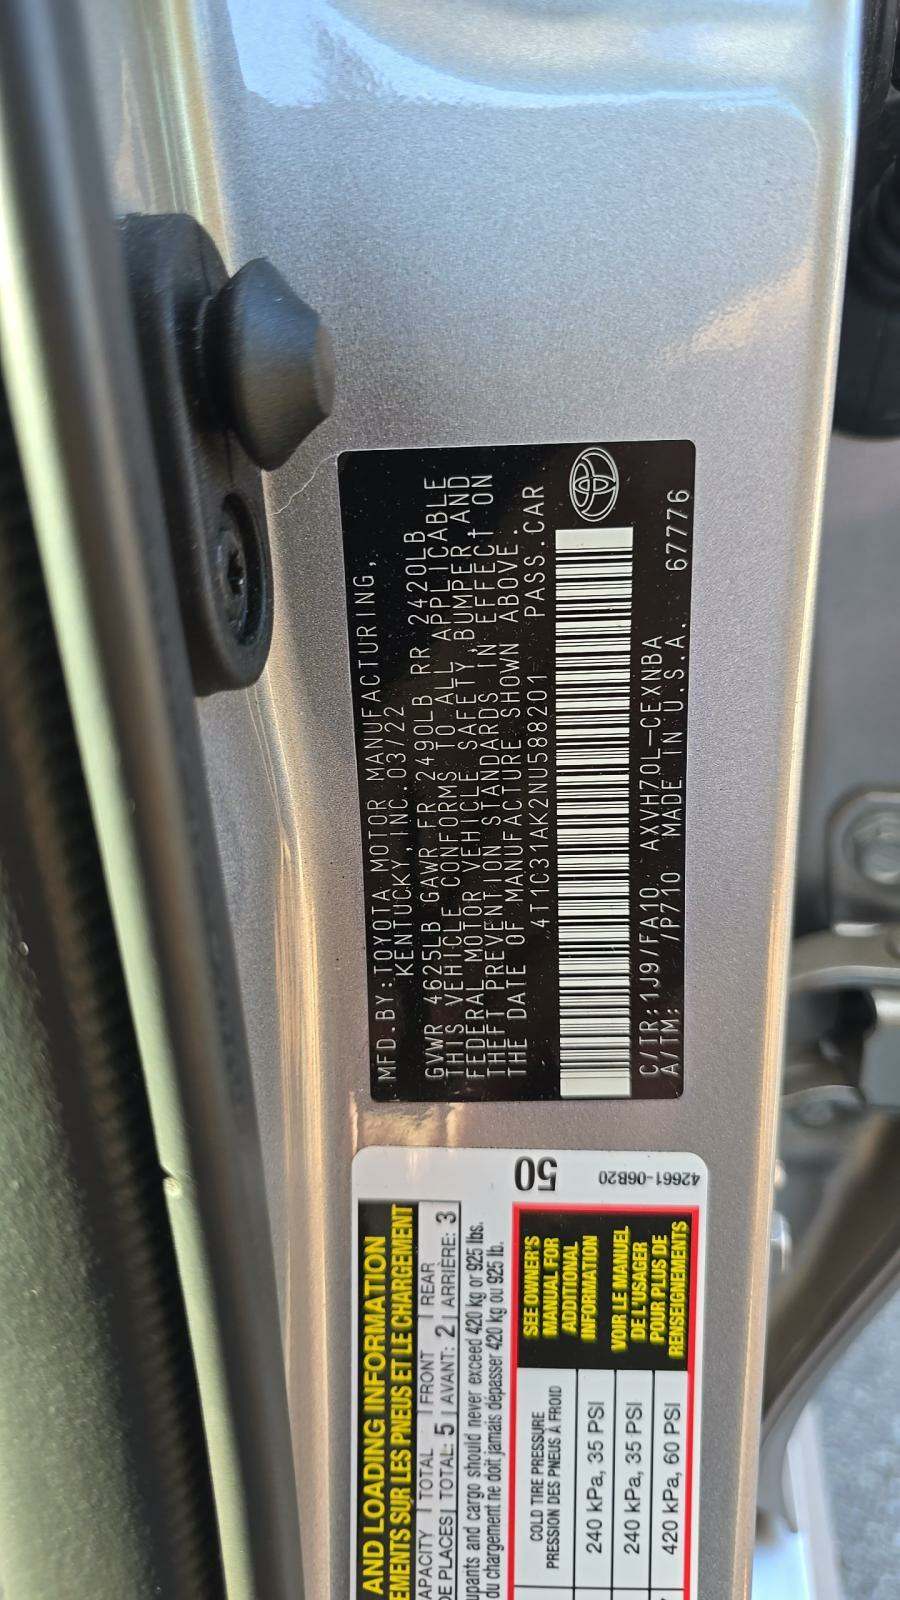 MFD.BY:TOYOTA MOTOR MANUFACTURING,
KENTUCKY,INC.03/22
GVWR 4625LB GAWR FR 2490LB RR 2420LB
THIS VEHICLE CONFORMS TO ALL APPLICABLE
FEDERAL MOTOR VEHICLE SAFETY,BUMPER,AND
THEFT PREVENTION STANDARDS IN EFFECT ON
THE DATE OF MANUFACTURE SHOWN ABOVE.
4T1C31AK2NU588201 PASS.CAR
C/TR:1J9/FA10 AXVH70L-CEXNBA
A/TM: /P710 MADE IN U.S.A. 67776
AND LOADING INFORMATION
EMENTS SUR LES PNEUS ET LE CHARGEMENT
APACITY TOTAL FRONT REAR
DE PLACES TOTAL: 5 AVANT: 2 ARRIÈRE: 3
upants and cargo should never exceed 420 kg or 925 lbs.
du chargement ne doit jamais dépasser 420 kg ou 925 lb.
COLD TIRE PRESSURE
PRESSION DES PNEUS À FROID
240 kPa, 35 PSI
240 kPa, 35 PSI
420 kPa, 60 PSI
SEE OWNER'S
MANUAL FOR
ADDITIONAL
INFORMATION
VOIR LE MANUEL
DE L'USAGER
POUR PLUS DE
RENSEIGNEMENTS
50
42661-06B20